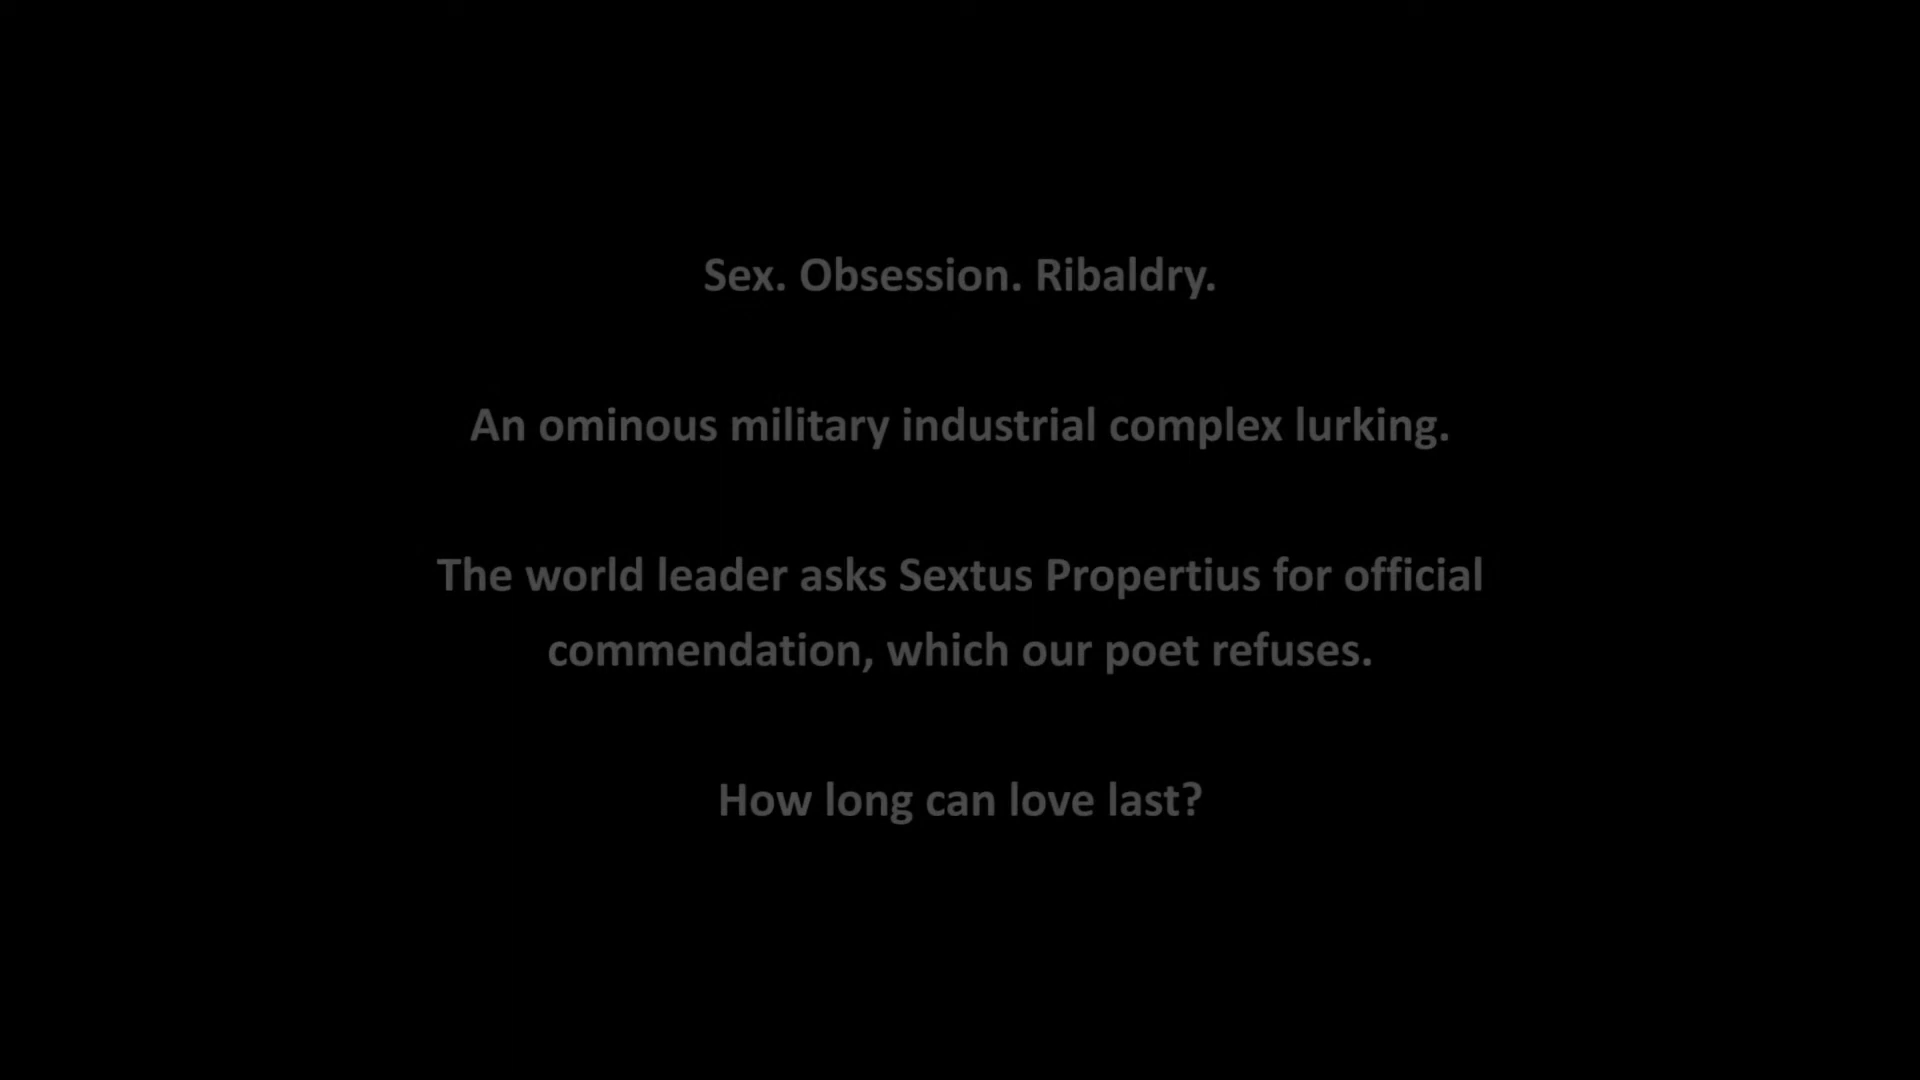 Sex. Obsession. Ribaldry.
An ominous military industrial complex lurking.
The world leader asks Sextus Propertius for official
commendation, which our poet refuses.
How long can love last?